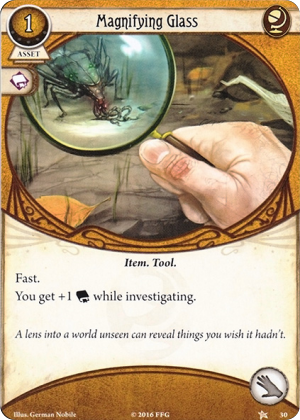 Magnifying Glass
1
ASSET
Item. Tool.
Fast.
You get +1 while investigating.
A lens into a world unseen can reveal things you wish it hadn't.
Illus. German Nobile
© 2016 FFG
30